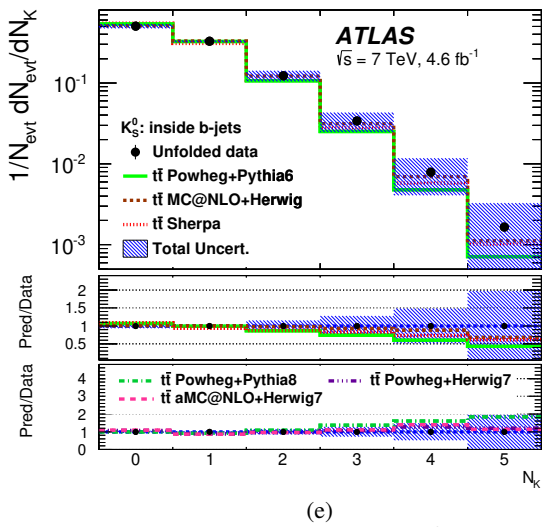 1/N_evt dN_evt/dN_K
ATLAS
√s = 7 TeV, 4.6 fb⁻¹
10⁻¹
10⁻²
10⁻³
K_S^0: inside b-jets
Unfolded data
tt̄ Powheg+Pythia6
tt̄ MC@NLO+Herwig
tt̄ Sherpa
Total Uncert.
Pred/Data
2
1.5
1
0.5
Pred/Data
4
3
2
1
0
tt̄ Powheg+Pythia8
tt̄ Powheg+Herwig7
tt̄ aMC@NLO+Herwig7
0 1 2 3 4 5
N_K
(e)